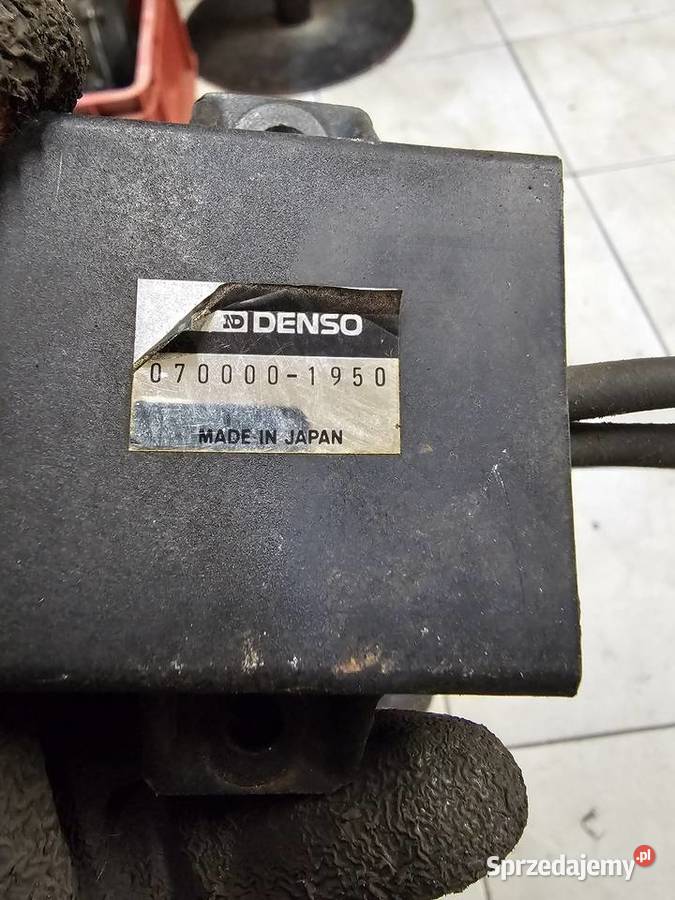 ND DENSO
070000-1950
MADE IN JAPAN
Sprzedajemy.pl